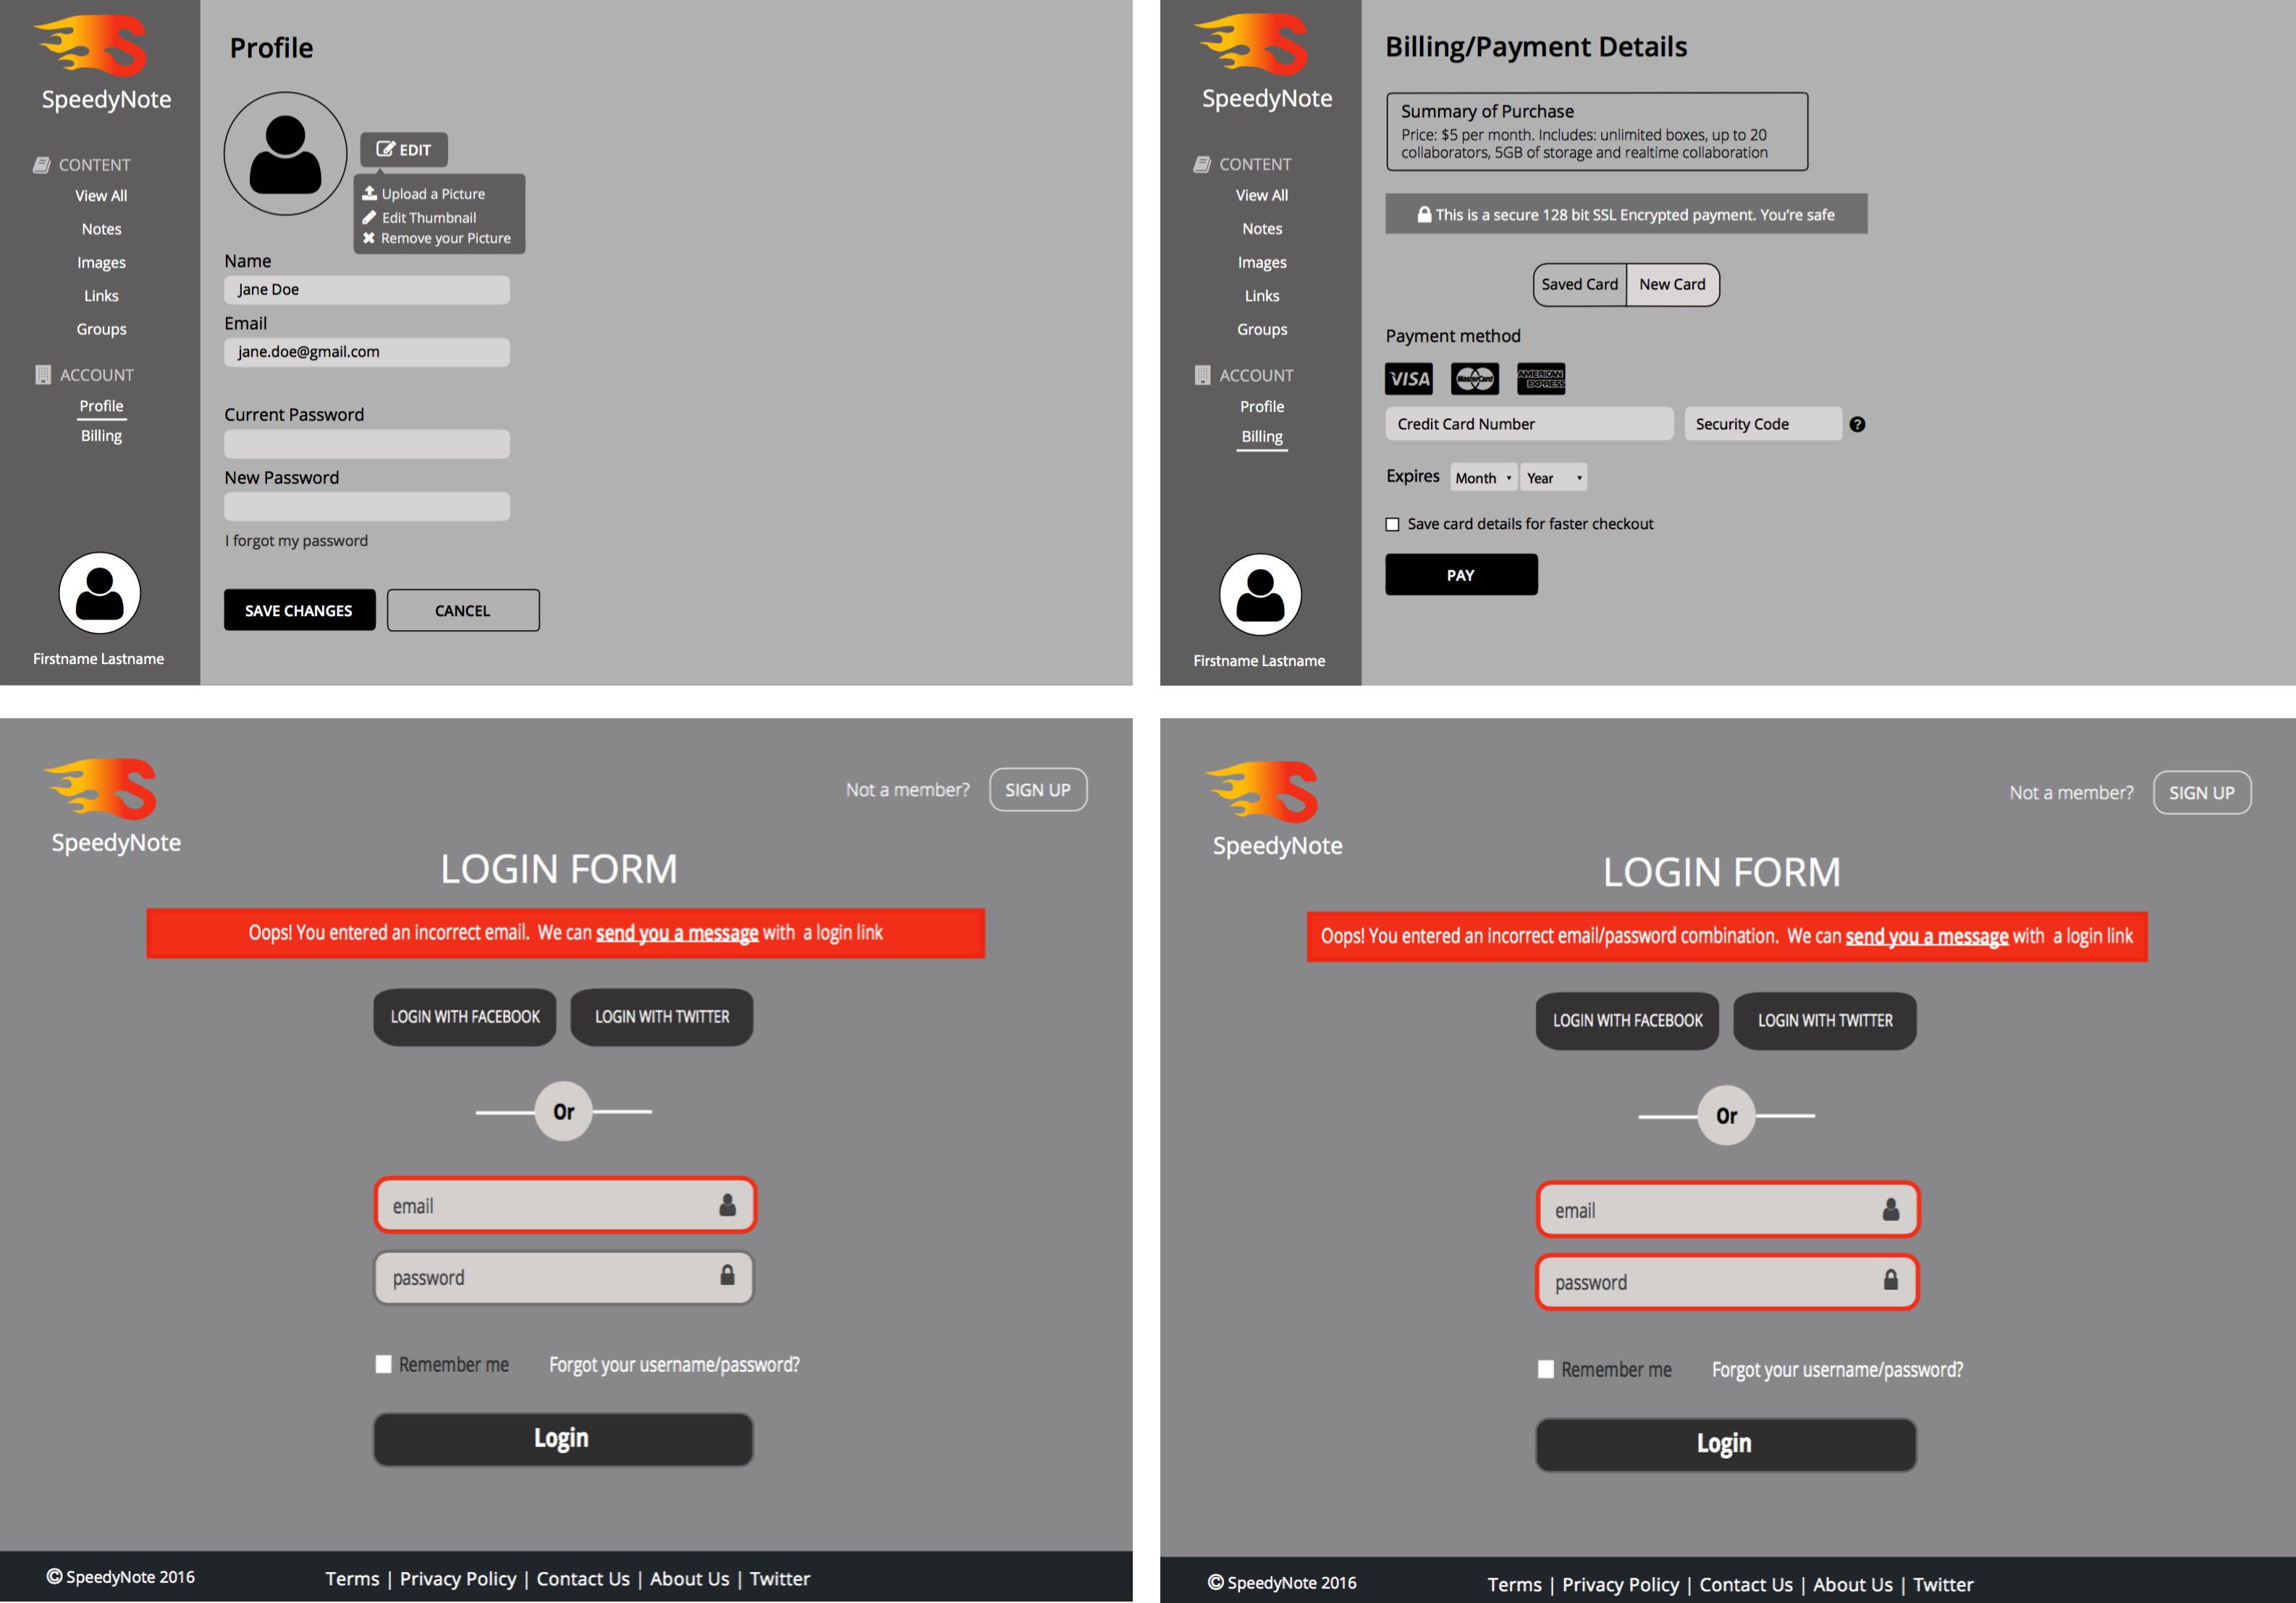 SpeedyNote
CONTENT
View All
Notes
Images
Links
Groups
ACCOUNT
Profile
Billing
Firstname Lastname
Profile
EDIT
Upload a Picture
Edit Thumbnail
Remove your Picture
Name
Jane Doe
Email
jane.doe@gmail.com
Current Password
New Password
I forgot my password
SAVE CHANGES CANCEL
SpeedyNote
CONTENT
View All
Notes
Images
Links
Groups
ACCOUNT
Profile
Billing
Firstname Lastname
Billing/Payment Details
Summary of Purchase
Price: $5 per month. Includes: unlimited boxes, up to 20
collaborators, 5GB of storage and realtime collaboration
This is a secure 128 bit SSL Encrypted payment. You're safe
Saved Card New Card
Payment method
VISA MasterCard AMERICAN EXPRESS
Credit Card Number Security Code ?
Expires Month Year
Save card details for faster checkout
PAY
S
SpeedyNote
Not a member? SIGN UP
LOGIN FORM
Oops! You entered an incorrect email. We can send you a message with a login link
LOGIN WITH FACEBOOK LOGIN WITH TWITTER
Or
email
password
Remember me Forgot your username/password?
Login
© SpeedyNote 2016 Terms | Privacy Policy | Contact Us | About Us | Twitter
S
SpeedyNote
Not a member? SIGN UP
LOGIN FORM
Oops! You entered an incorrect email/password combination. We can send you a message with a login link
LOGIN WITH FACEBOOK LOGIN WITH TWITTER
Or
email
password
Remember me Forgot your username/password?
Login
© SpeedyNote 2016 Terms | Privacy Policy | Contact Us | About Us | Twitter